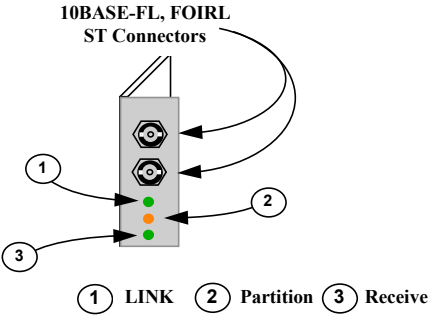 10BASE-FL, FOIRL
ST Connectors
1
2
3
1 LINK 2 Partition 3 Receive